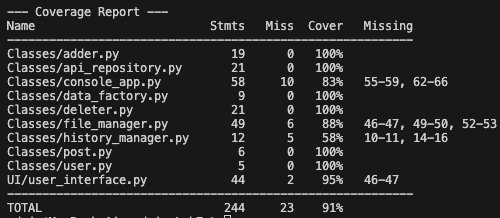 --- Coverage Report ---
Name Stmts Miss Cover Missing
Classes/adder.py 19 0 100%
Classes/api_repository.py 21 0 100%
Classes/console_app.py 58 10 83% 55-59, 62-66
Classes/data_factory.py 9 0 100%
Classes/deleter.py 21 0 100%
Classes/file_manager.py 49 6 88% 46-47, 49-50, 52-53
Classes/history_manager.py 12 5 58% 10-11, 14-16
Classes/post.py 6 0 100%
Classes/user.py 5 0 100%
UI/user_interface.py 44 2 95% 46-47
TOTAL 244 23 91%